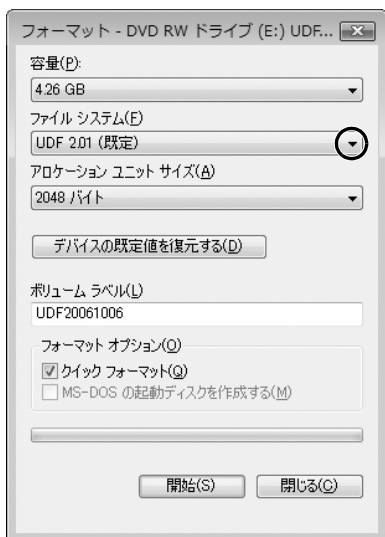 フォーマット - DVD RW ドライブ (E:) UDF...
容量(P):
4.26 GB
ファイル システム(F)
UDF 2.01 (既定)
アロケーション ユニット サイズ(A)
2048 バイト
デバイスの既定値を復元する(D)
ボリューム ラベル(L)
UDF20061006
フォーマット オプション(O)
クイック フォーマット(Q)
MS-DOS の起動ディスクを作成する(M)
開始(S)
閉じる(C)